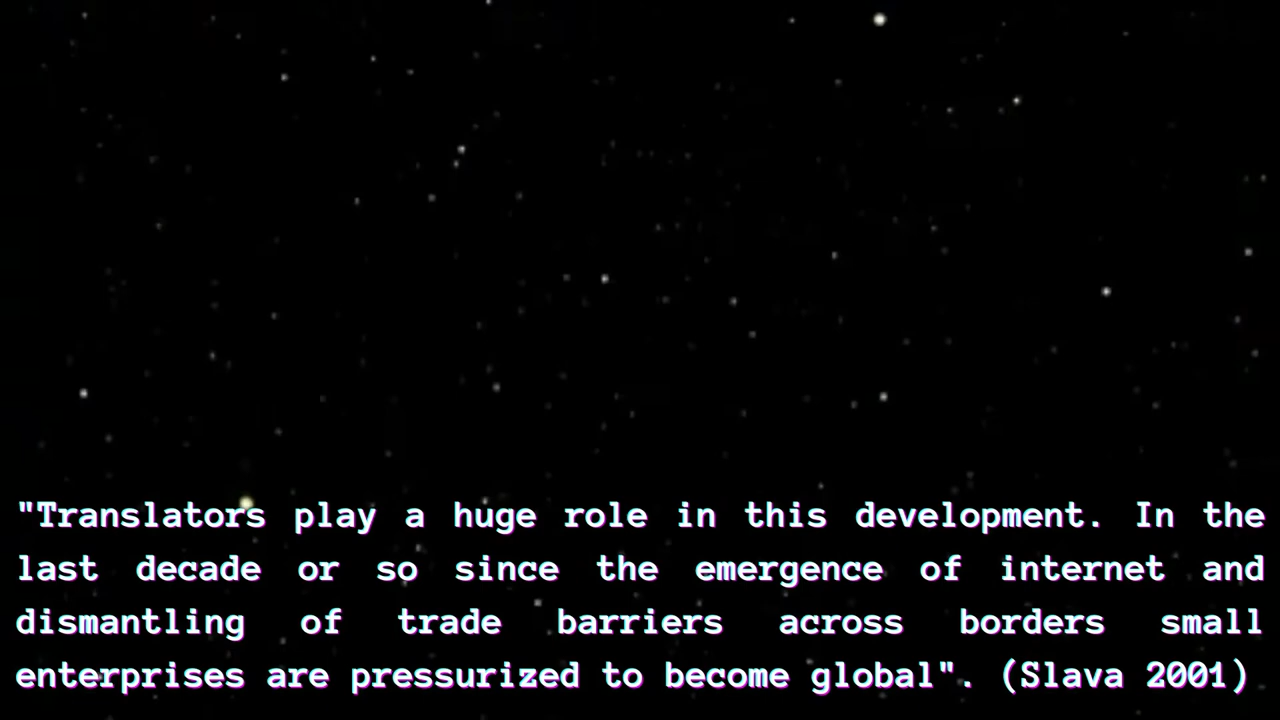 "Translators play a huge role in this development. In the
last decade or so since the emergence of internet and
dismantling of trade barriers across borders small
enterprises are pressurized to become global". (Slava 2001)